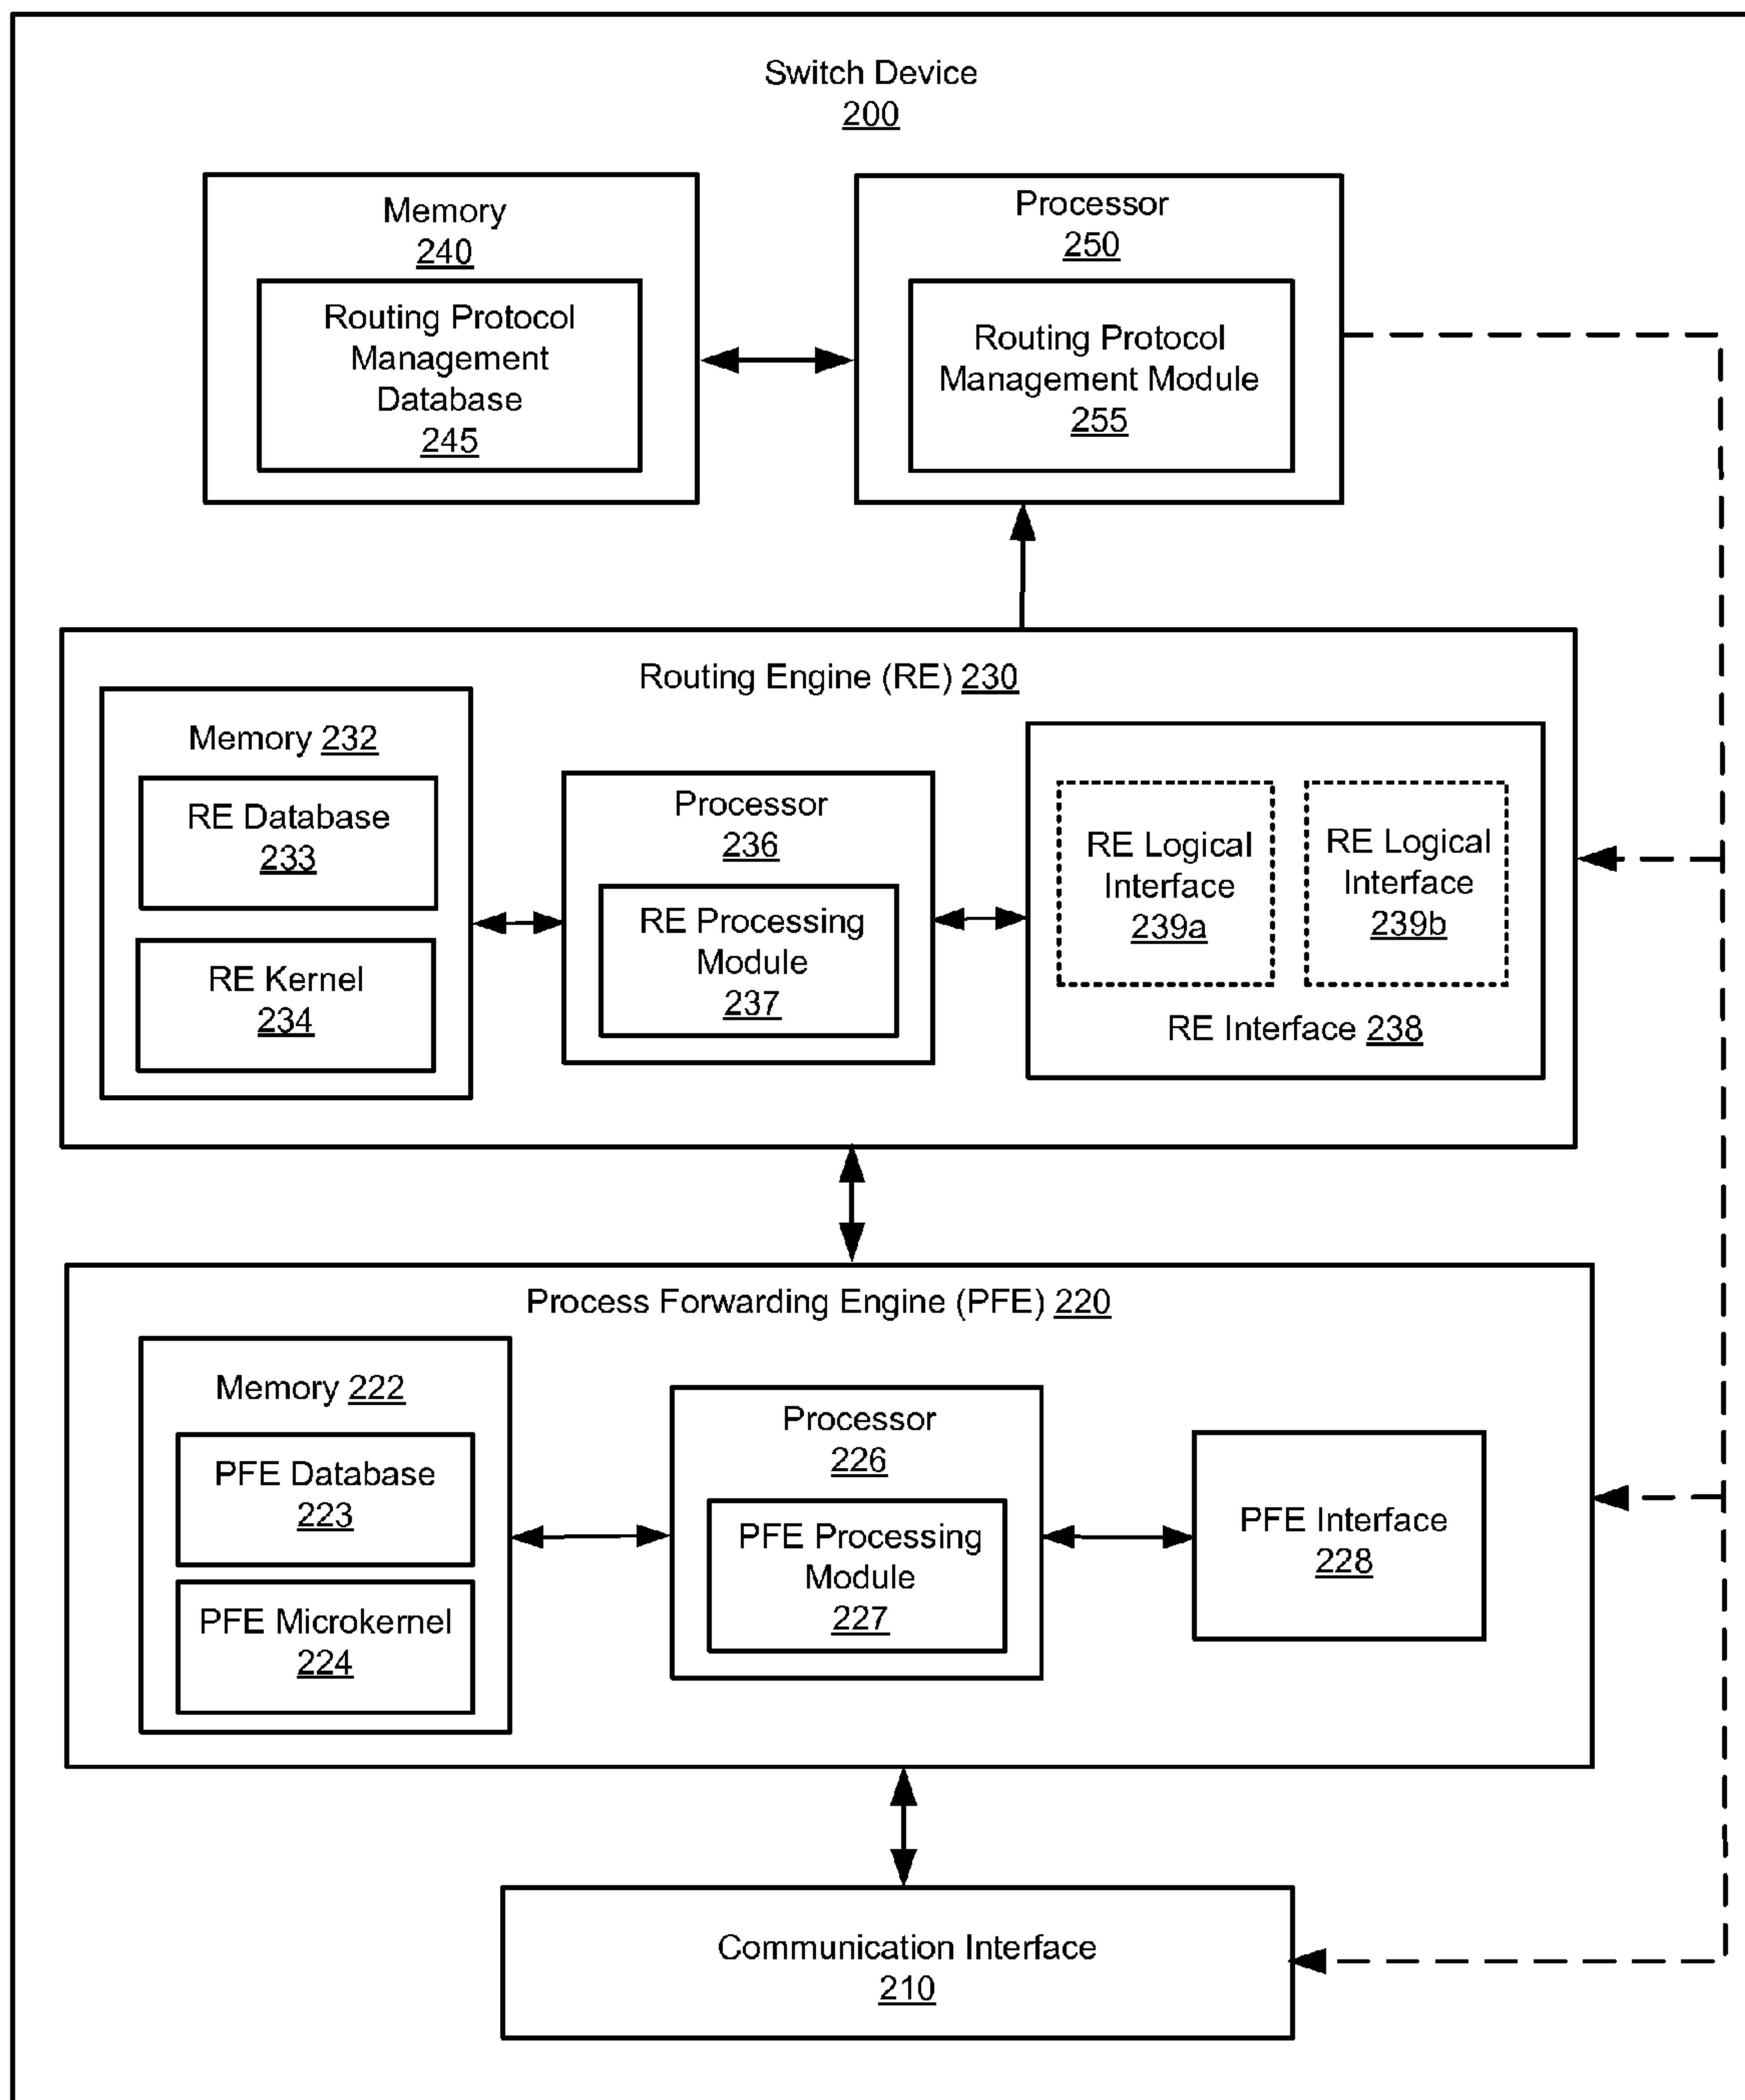 Switch Device
200
Memory
240
Routing Protocol
Management
Database
245
Processor
250
Routing Protocol
Management Module
255
Routing Engine (RE) 230
Memory 232
RE Database
233
RE Kernel
234
Processor
236
RE Processing
Module
237
RE Logical
Interface
239a
RE Logical
Interface
239b
RE Interface 238
Process Forwarding Engine (PFE) 220
Memory 222
PFE Database
223
PFE Microkernel
224
Processor
226
PFE Processing
Module
227
PFE Interface
228
Communication Interface
210